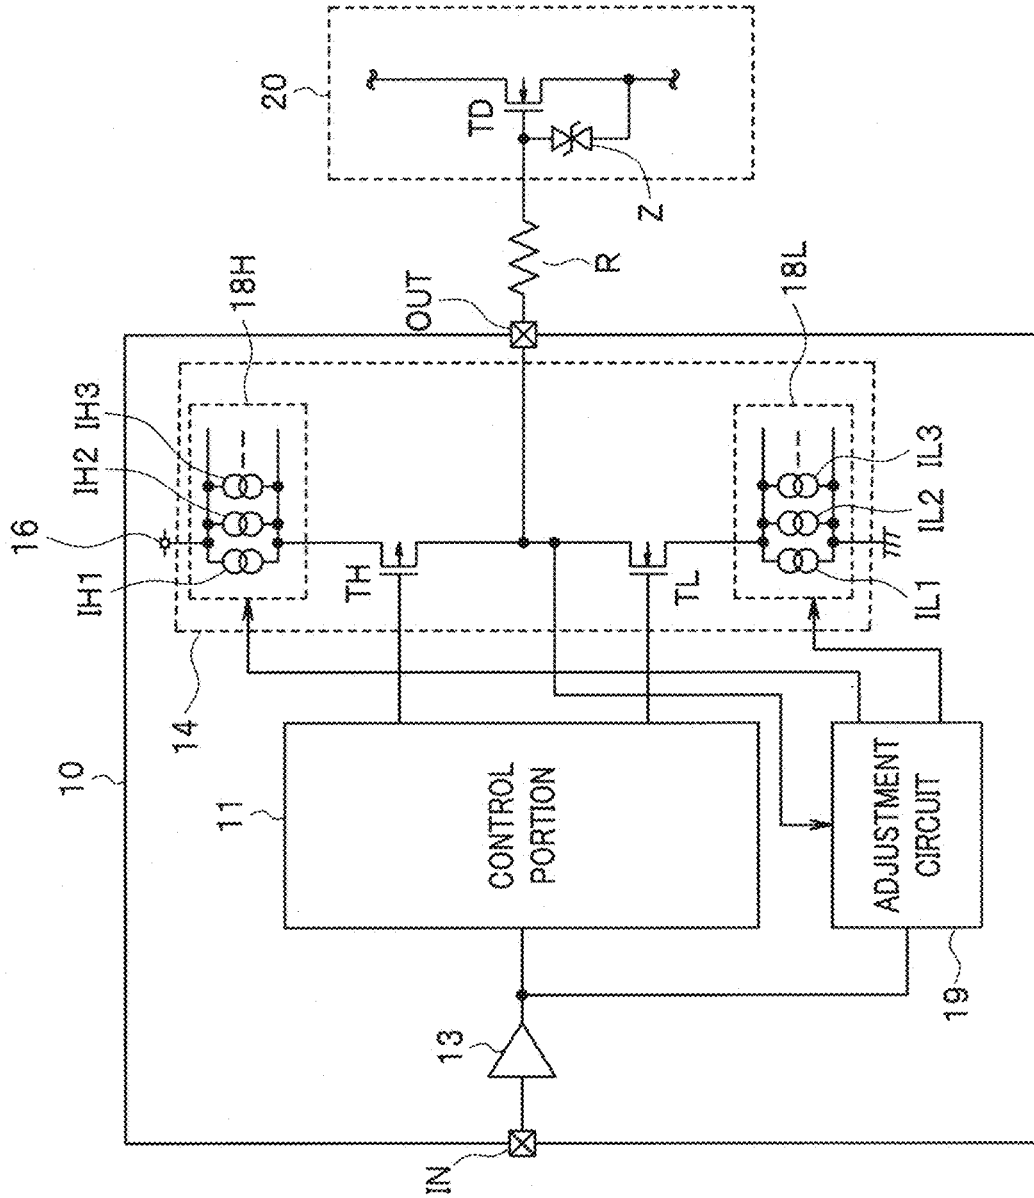 10
16
IH1
IH2
IH3
18H
14
OUT
20
TD
Z
R
TH
TL
11
CONTROL
PORTION
13
IN
ADJUSTMENT
CIRCUIT
19
IL1
IL2
IL3
18L